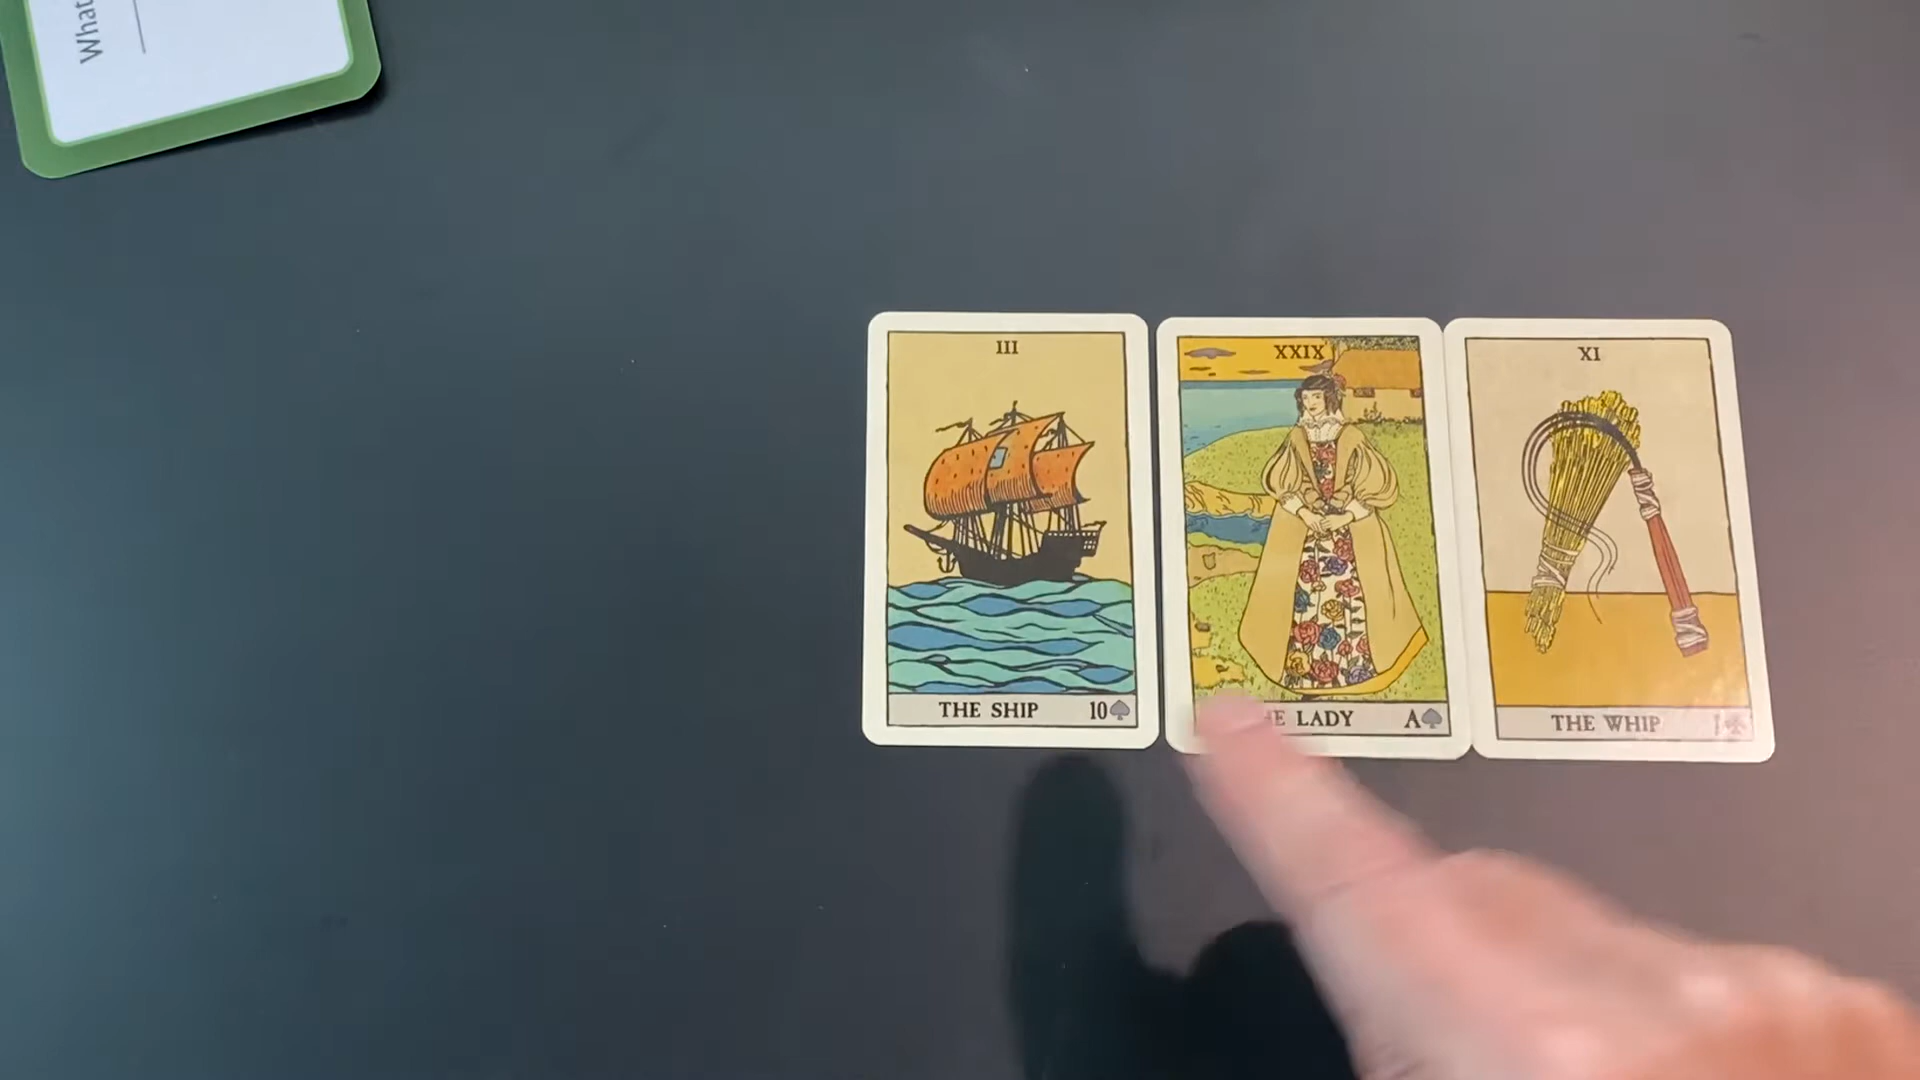 What
III
THE SHIP 10♠
XXIX
LADY A♠
XI
THE WHIP